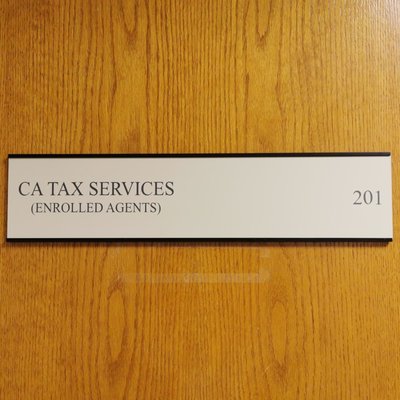 CA TAX SERVICES
(ENROLLED AGENTS)
201